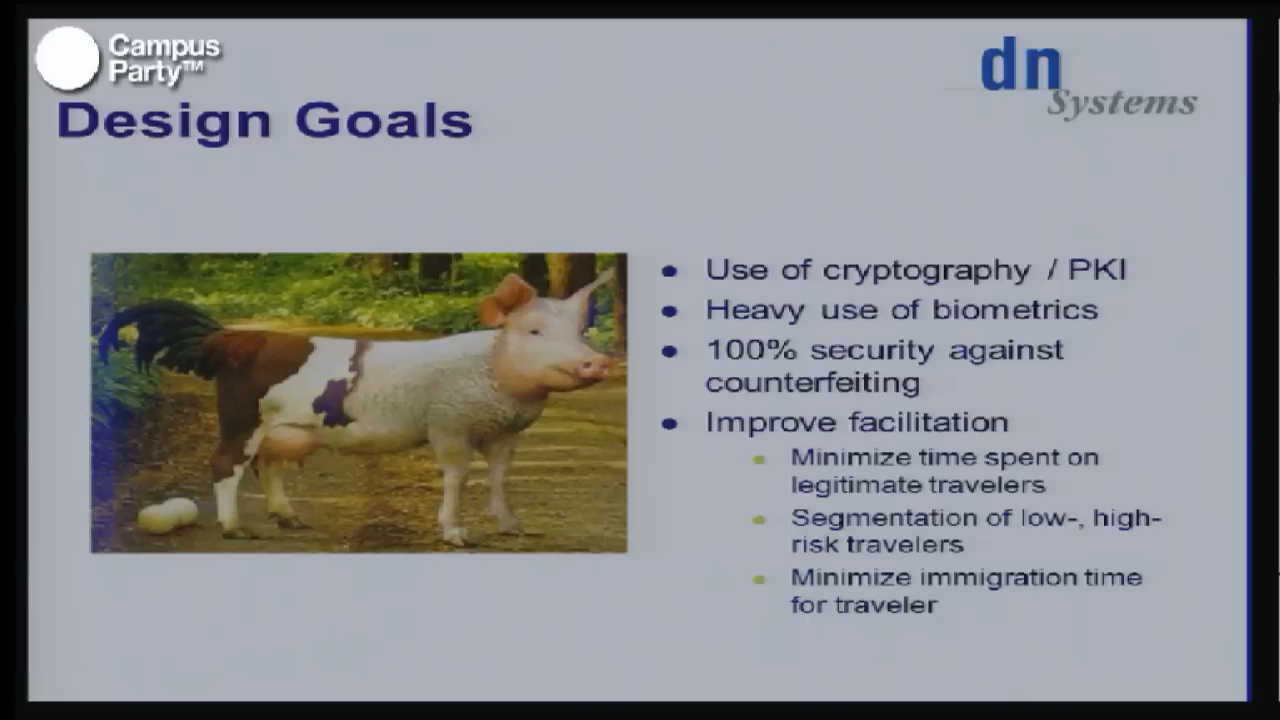 Campus
Party™
dn
Systems
Design Goals
Use of cryptography / PKI
Heavy use of biometrics
100% security against
counterfeiting
Improve facilitation
Minimize time spent on
legitimate travelers
Segmentation of low-, high-
risk travelers
Minimize immigration time
for traveler